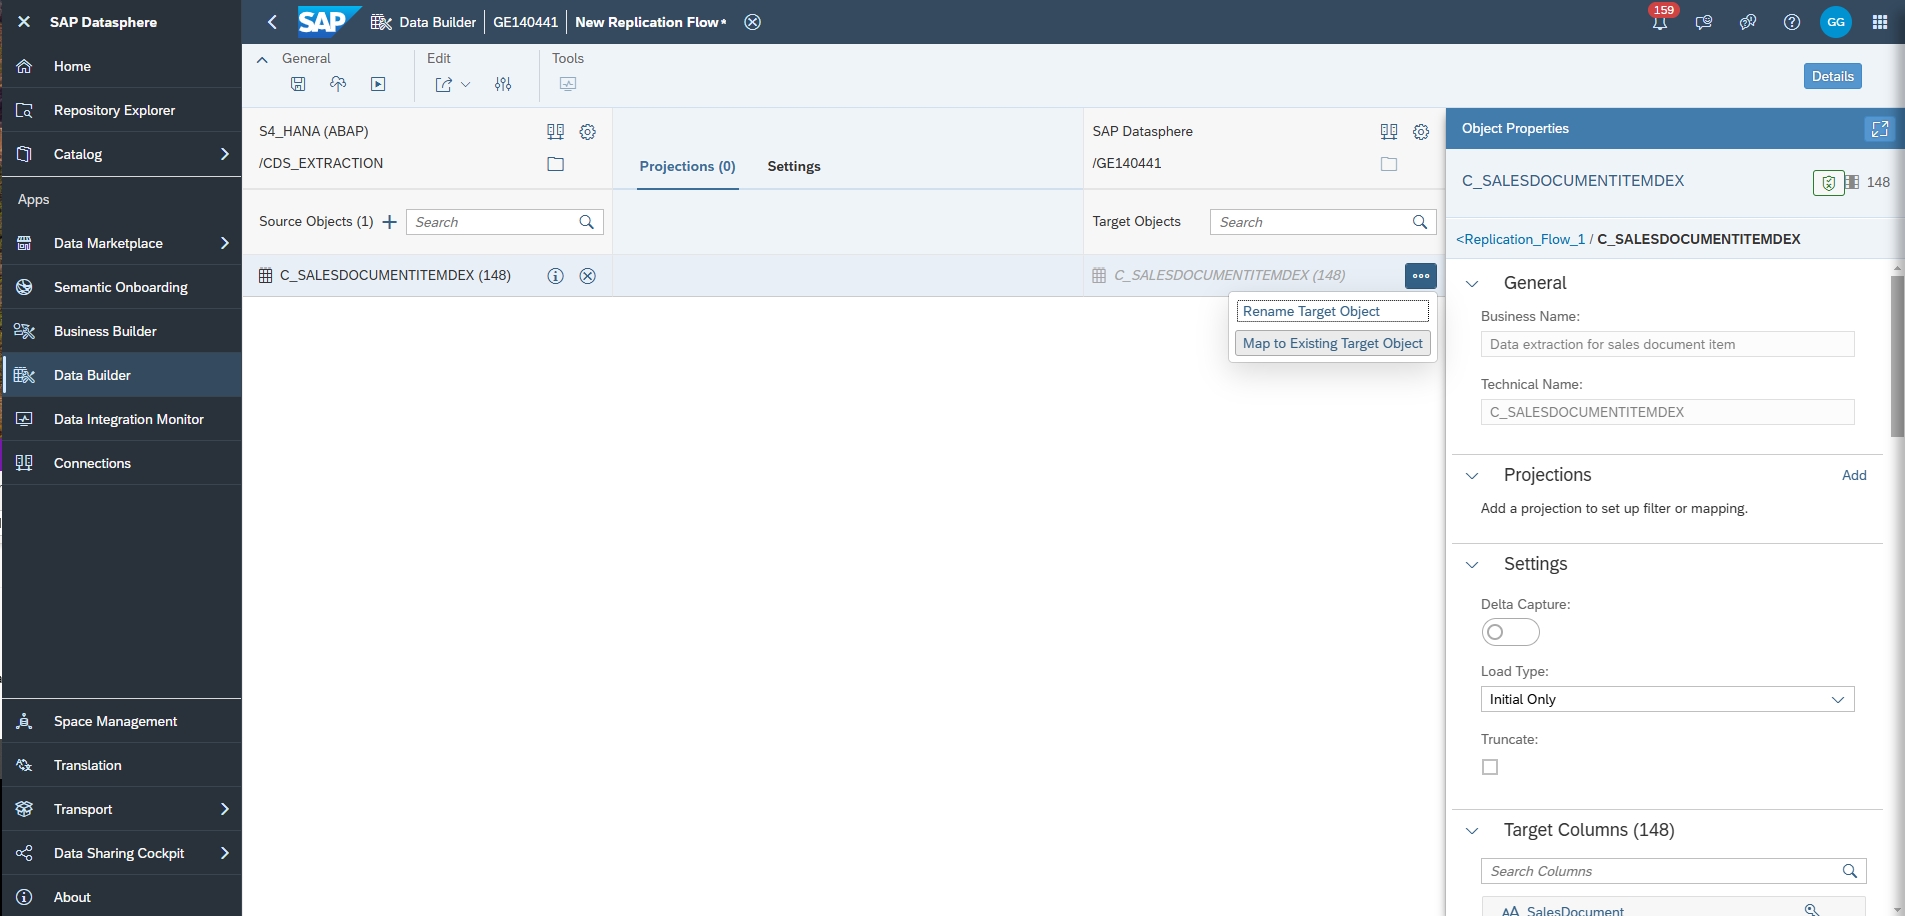 SAP Datasphere
Home
Repository Explorer
Catalog
Apps
Data Marketplace
Semantic Onboarding
Business Builder
Data Builder
Data Integration Monitor
Connections
Space Management
Translation
Transport
Data Sharing Cockpit
About
SAP Data Builder GE140441 New Replication Flow*
159
GG
General
Edit
Tools
Details
S4_HANA (ABAP)
/CDS_EXTRACTION
Projections (0) Settings
SAP Datasphere
/GE140441
Source Objects (1) Search
Target Objects Search
C_SALESDOCUMENTITEMDEX (148)
C_SALESDOCUMENTITEMDEX (148)
Rename Target Object
Map to Existing Target Object
Object Properties
C_SALESDOCUMENTITEMDEX 148
<Replication_Flow_1 / C_SALESDOCUMENTITEMDEX
General
Business Name:
Data extraction for sales document item
Technical Name:
C_SALESDOCUMENTITEMDEX
Projections Add
Add a projection to set up filter or mapping.
Settings
Delta Capture:
Load Type:
Initial Only
Truncate:
Target Columns (148)
Search Columns
AA SalesDocument